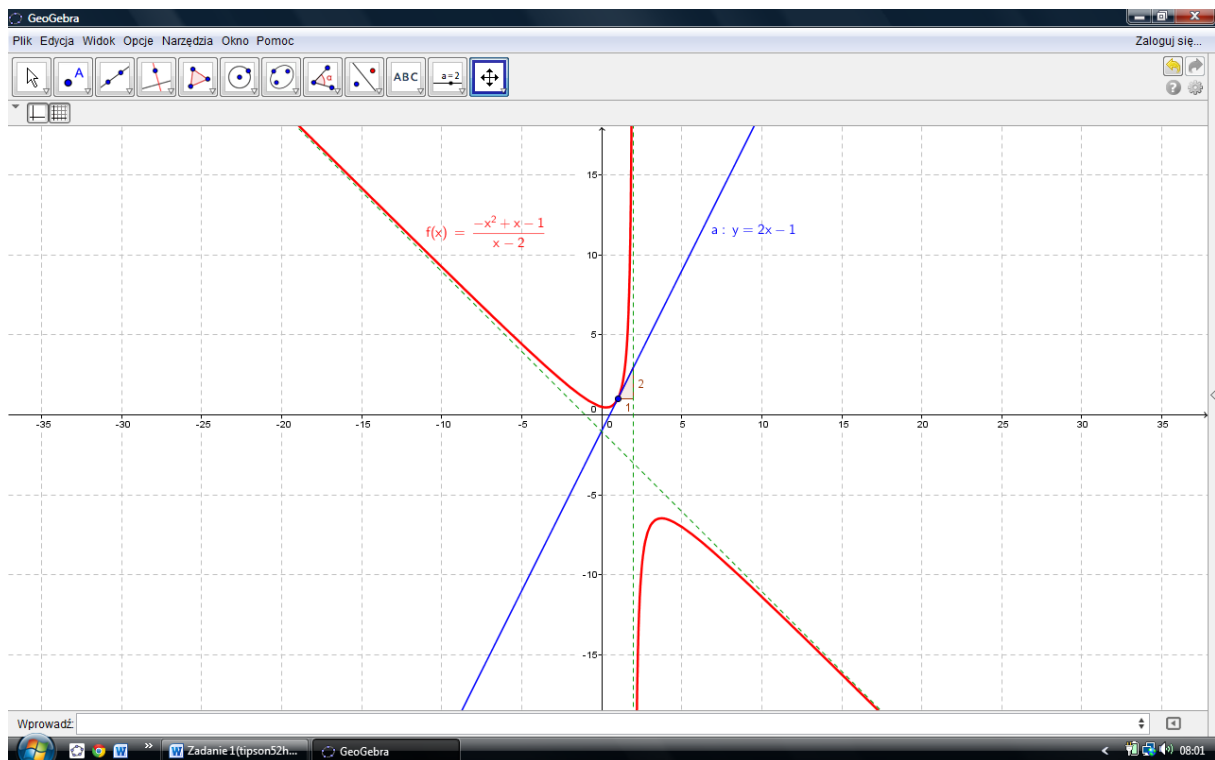 GeoGebra
Plik Edycja Widok Opcje Narzędzia Okno Pomoc Zaloguj się...
A α ABC a=2
15
f(x) = \frac{-x² + x - 1}{x - 2}
a : y = 2x - 1
10
5
2
1
0
-35 -30 -25 -20 -15 -10 -5 0 5 10 15 20 25 30 35
-5
-10
-15
Wprowadź:
» Zadanie 1(tipson52h... GeoGebra < 08:01